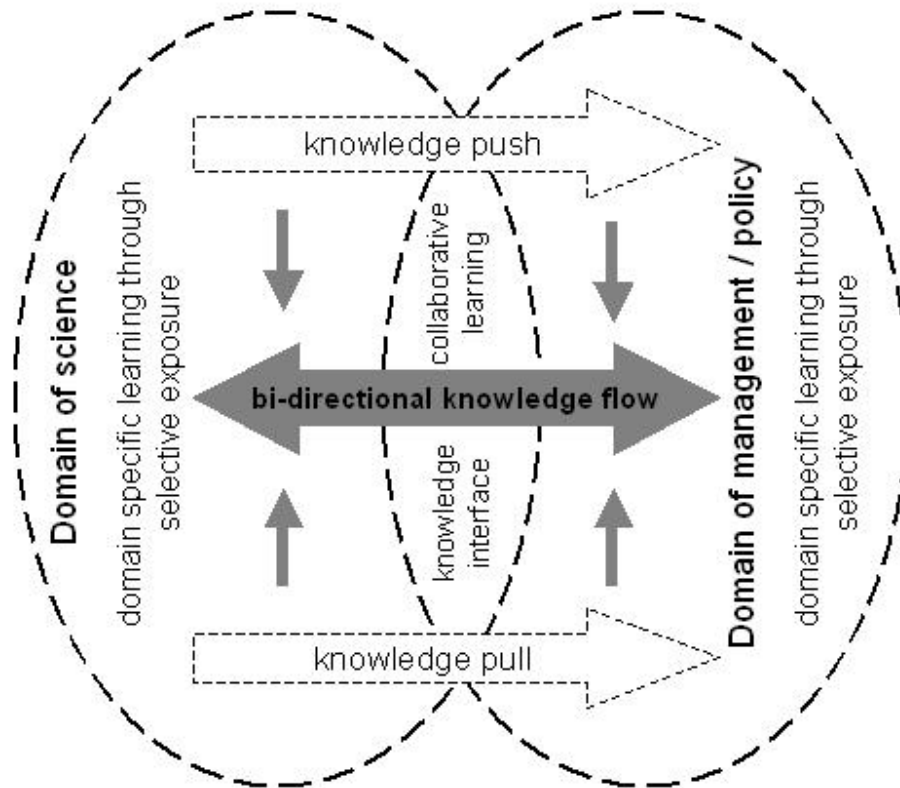 knowledge push
Domain of science
domain specific learning through
selective exposure
collaborative
learning
bi-directional knowledge flow
knowledge
interface
Domain of management / policy
domain specific learning through
selective exposure
knowledge pull